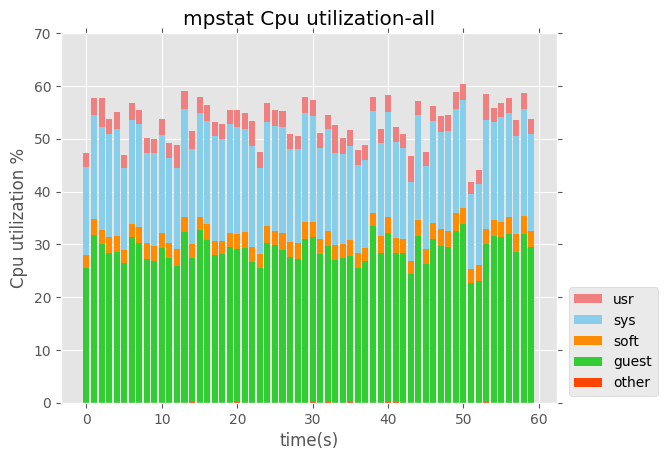 mpstat Cpu utilization-all
Cpu utilization %
70
60
50
40
30
20
10
0
0 10 20 30 40 50 60
time(s)
usr
sys
soft
guest
other